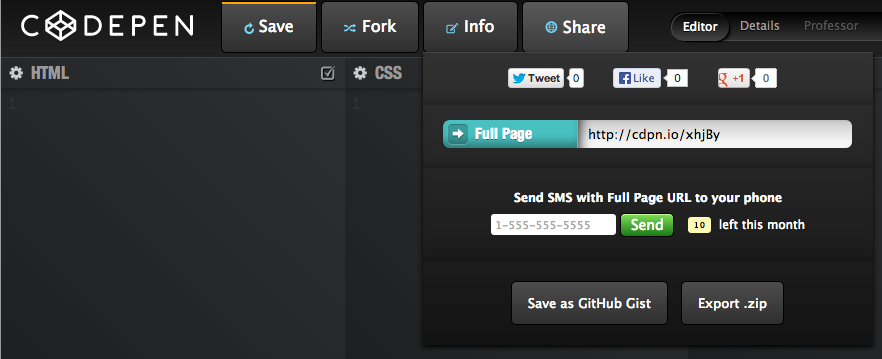 CODEPEN
Save
Fork
Info
Share
Editor
Details
Professor
HTML
CSS
1
1
Tweet 0
Like 0
+1 0
Full Page http://cdpn.io/xhjBy
Send SMS with Full Page URL to your phone
1-555-555-5555 Send 10 left this month
Save as GitHub Gist
Export .zip